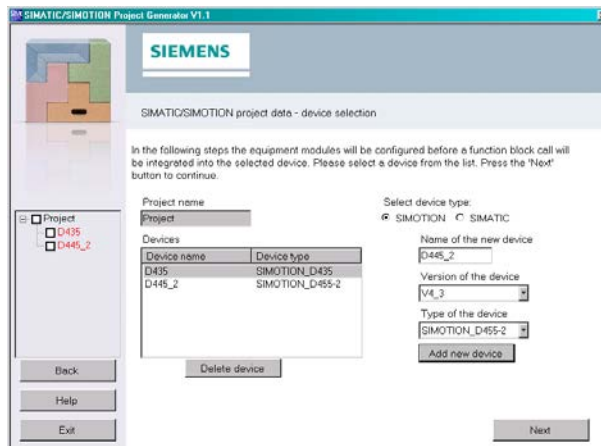 SIMATIC/SIMOTION Project Generator V1.1
SIEMENS
SIMATIC/SIMOTION project data - device selection
In the following steps the equipment modules will be configured before a function block call will
be integrated into the selected device. Please select a device from the list. Press the 'Next'
button to continue.
Project name
Project
Select device type:
SIMOTION SIMATIC
Project
D435
D445_2
Devices
Device name Device type
D435 SIMOTION_D435
D445_2 SIMOTION_D455-2
Name of the new device
D445_2
Version of the device
V4_3
Type of the device
SIMOTION_D455-2
Add new device
Delete device
Back
Help
Exit
Next